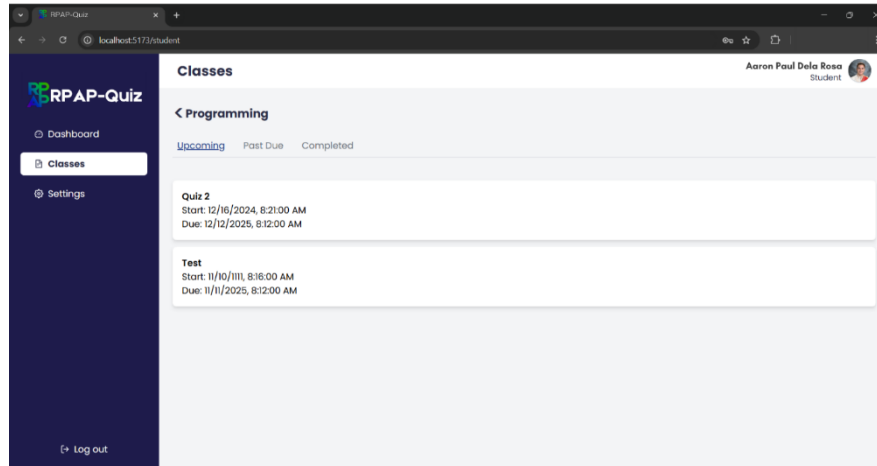 RPAP-Quiz
localhost:5173/student
RPAP-Quiz
Dashboard
Classes
Settings
Log out
Classes
Aaron Paul Dela Rosa
Student
Programming
Upcoming Past Due Completed
Quiz 2
Start: 12/16/2024, 8:21:00 AM
Due: 12/12/2025, 8:12:00 AM
Test
Start: 11/10/1111, 8:16:00 AM
Due: 11/11/2025, 8:12:00 AM